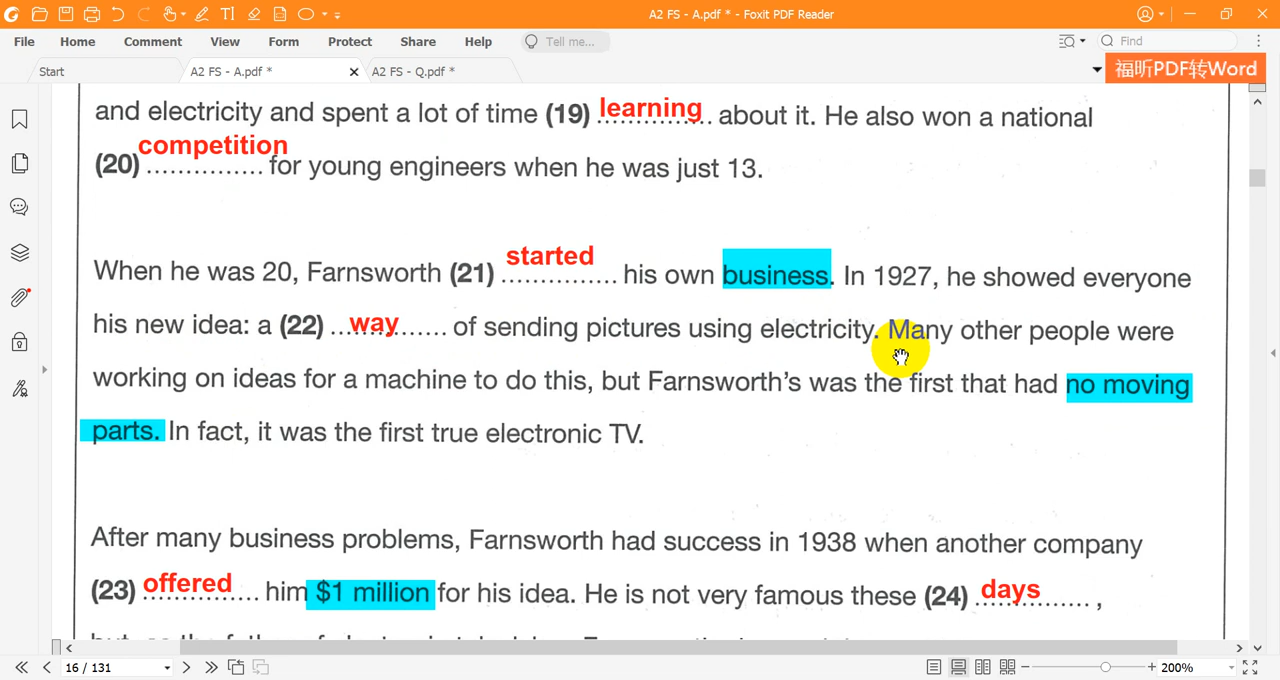 A2 FS - A.pdf * - Foxit PDF Reader
File Home Comment View Form Protect Share Help Tell me... Find
Start A2 FS - A.pdf * A2 FS - Q.pdf * 福昕PDF转Word
and electricity and spent a lot of time (19) learning about it. He also won a national
(20) competition for young engineers when he was just 13.
When he was 20, Farnsworth (21) started his own business. In 1927, he showed everyone
his new idea: a (22) way of sending pictures using electricity. Many other people were
working on ideas for a machine to do this, but Farnsworth's was the first that had no moving
parts. In fact, it was the first true electronic TV.
After many business problems, Farnsworth had success in 1938 when another company
(23) offered him $1 million for his idea. He is not very famous these (24) days ,
16 / 131 200%